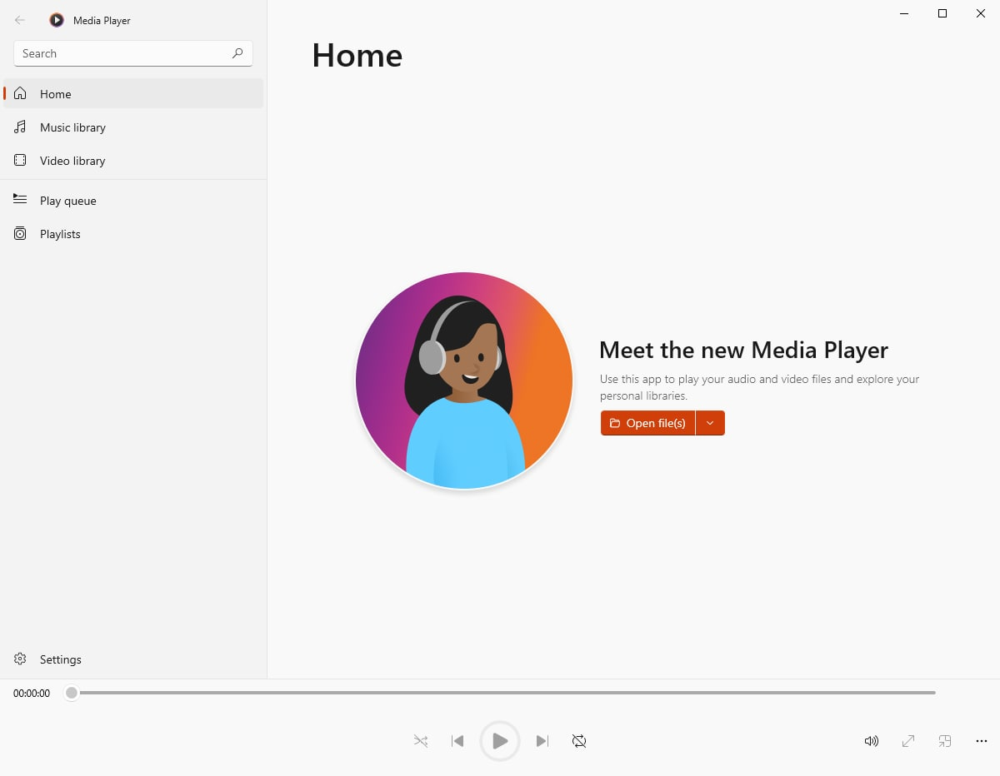 Media Player
Search
Home
Music library
Video library
Play queue
Playlists
Settings
Home
Meet the new Media Player
Use this app to play your audio and video files and explore your
personal libraries.
Open file(s)
00:00:00